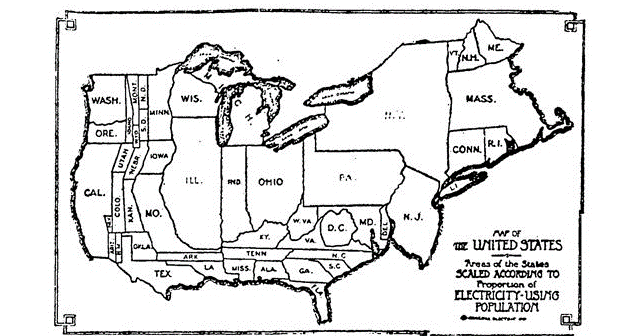 WASH.
ORE.
CAL.
MONT.
N.D.
S.D.
MINN.
WIS.
IOWA
UTAH
NEBR.
COLO.
KAN.
MO.
ILL.
IND.
OHIO
KY.
W.VA.
VA.
D.C.
MD.
DEL
PA.
N.Y.
N.J.
VT.
N.H.
ME.
MASS.
CONN.
R.I.
L I
OKLA.
ARK
TENN
N C
S.C
TEX.
LA
MISS.
ALA.
GA.
MAP OF
THE UNITED STATES
Areas of the States
SCALED ACCORDING TO
Proportion of
ELECTRICITY-USING
POPULATION